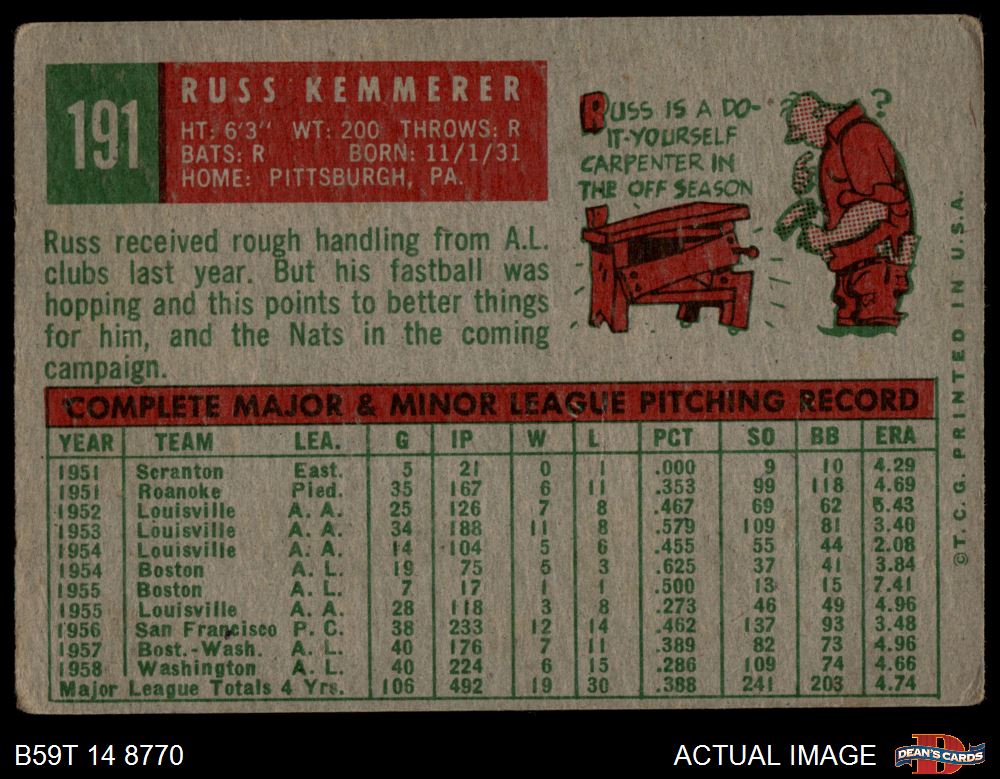 191
RUSS KEMMERER
HT: 6'3" WT: 200 THROWS: R
BATS: R BORN: 11/1/31
HOME: PITTSBURGH, PA.
RUSS IS A DO-
IT-YOURSELF
CARPENTER IN
THE OFF SEASON
?
Russ received rough handling from A.L.
clubs last year. But his fastball was
hopping and this points to better things
for him, and the Nats in the coming
campaign.
COMPLETE MAJOR & MINOR LEAGUE PITCHING RECORD
YEAR TEAM LEA. G IP W L PCT SO BB ERA
1951 Scranton East. 5 21 0 1 .000 9 10 4.29
1951 Roanoke Pied. 35 167 6 11 .353 99 118 4.69
1952 Louisville A. A. 25 126 7 8 .467 69 62 5.43
1953 Louisville A. A. 34 188 11 8 .579 109 81 3.40
1954 Louisville A. A. 14 104 5 6 .455 55 44 2.08
1954 Boston A. L. 19 75 5 3 .625 37 41 3.84
1955 Boston A. L. 7 17 1 1 .500 13 15 7.41
1955 Louisville A. A. 28 118 3 8 .273 46 49 4.96
1956 San Francisco P. C. 38 233 12 14 .462 137 93 3.48
1957 Bost.-Wash. A. L. 40 176 7 11 .389 82 73 4.96
1958 Washington A. L. 40 224 6 15 .286 109 74 4.66
Major League Totals 4 Yrs. 106 492 19 30 .388 241 203 4.74
© T. C. G. PRINTED IN U.S.A.
B59T 14 8770
ACTUAL IMAGE
DEAN'S CARDS